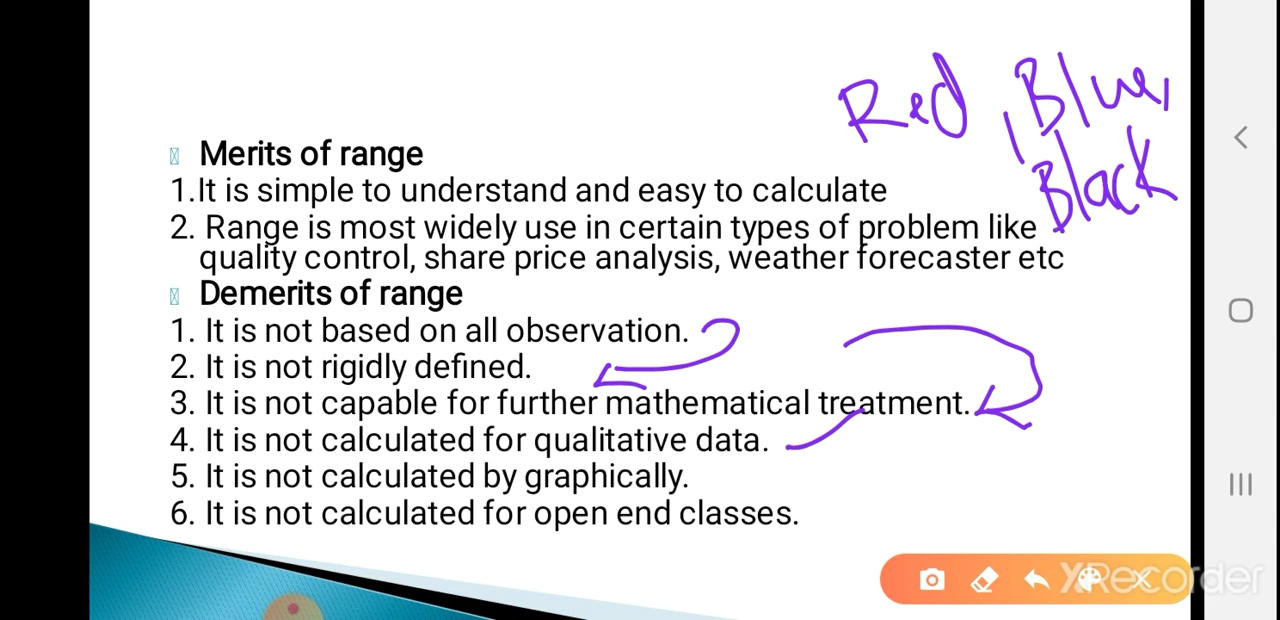 Red , Blue,
Black
Merits of range
1.It is simple to understand and easy to calculate
2. Range is most widely use in certain types of problem like
quality control, share price analysis, weather forecaster etc
Demerits of range
1. It is not based on all observation.
2. It is not rigidly defined.
3. It is not capable for further mathematical treatment.
4. It is not calculated for qualitative data.
5. It is not calculated by graphically.
6. It is not calculated for open end classes.
XRecorder